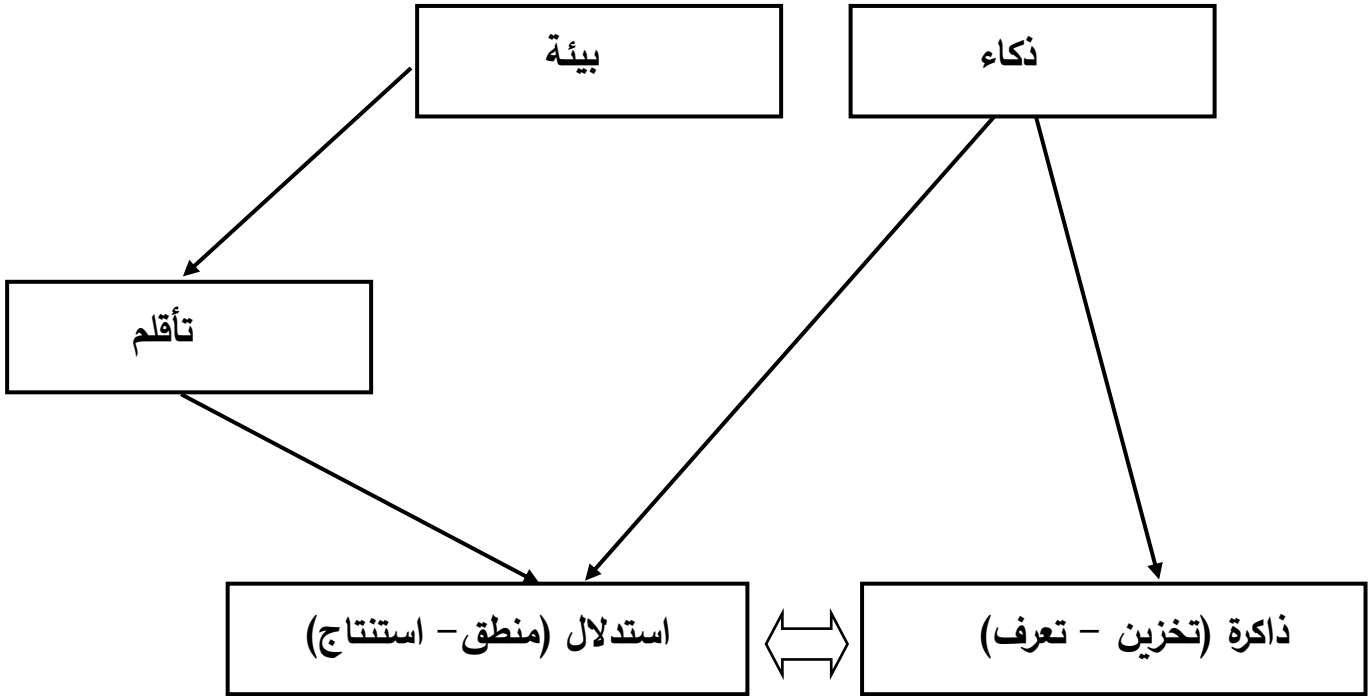 ذكاء
بيئة
تأقلم
ذاكرة (تخزين - تعرف)
استدلال (منطق- استنتاج)